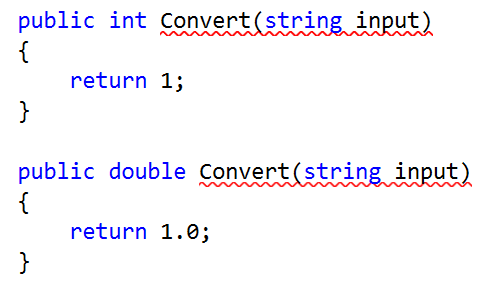 public int Convert(string input)
{
    return 1;
}

public double Convert(string input)
{
    return 1.0;
}